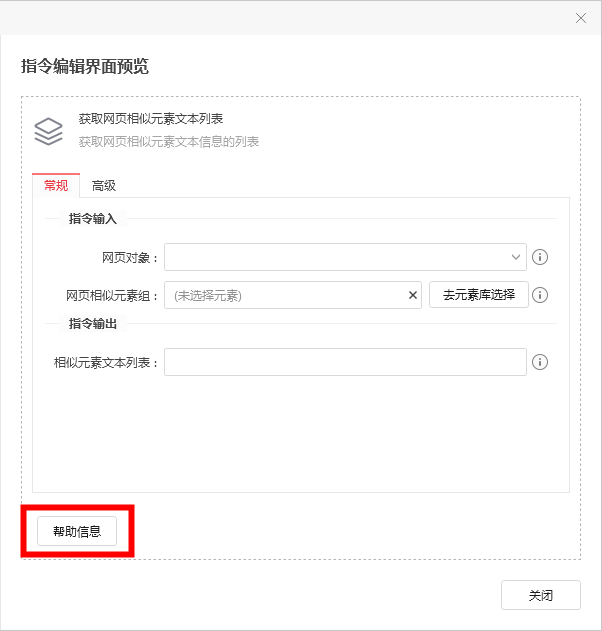 指令编辑界面预览
获取网页相似元素文本列表
获取网页相似元素文本信息的列表
常规 高级
指令输入
网页对象：
网页相似元素组： (未选择元素) 去元素库选择
指令输出
相似元素文本列表：
帮助信息
关闭